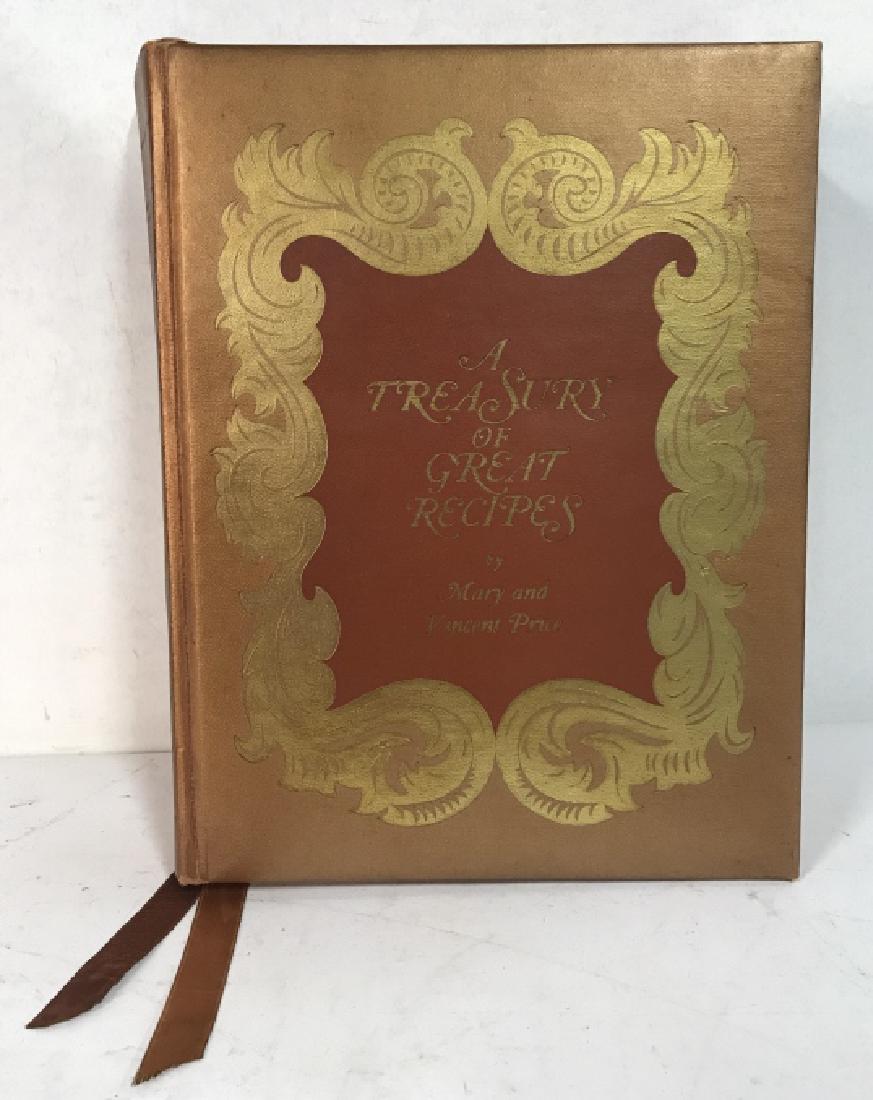 A
TREASURY
OF
GREAT
RECIPES
by
Mary and
Vincent Price